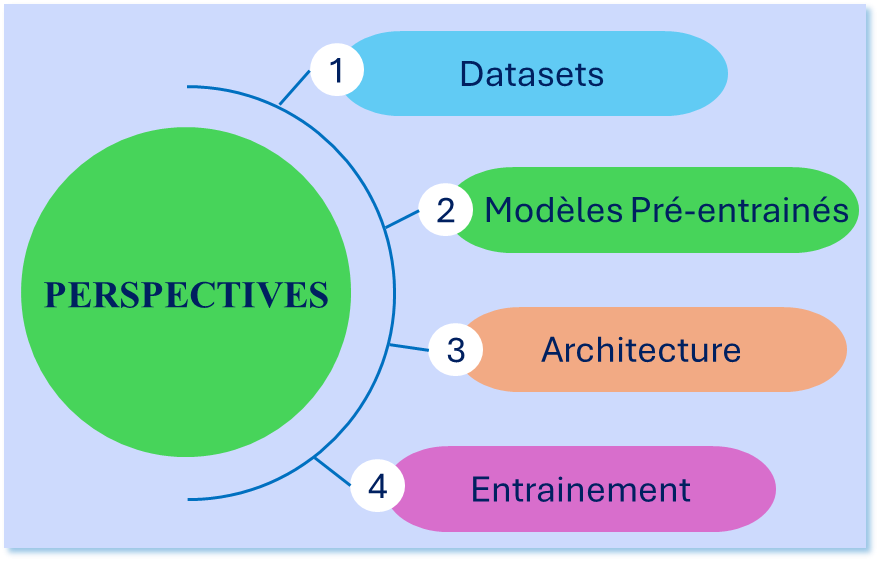 1
Datasets
2
Modèles Pré-entrainés
PERSPECTIVES
3
Architecture
4
Entrainement